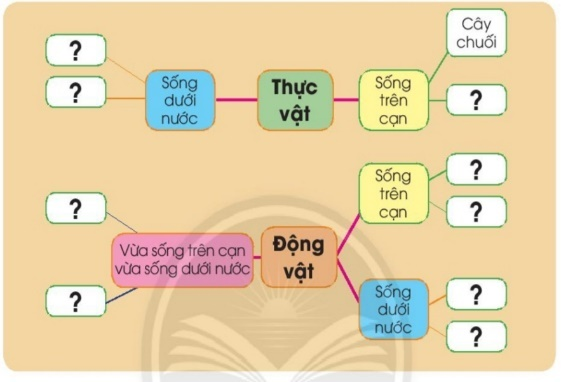 Cây
chuối
?
?
Sống
dưới
nước
Thực
vật
Sống
trên
cạn
?
?
Vừa sống trên cạn
vừa sống dưới nước
?
Động
vật
Sống
trên
cạn
?
?
Sống
dưới
nước
?
?